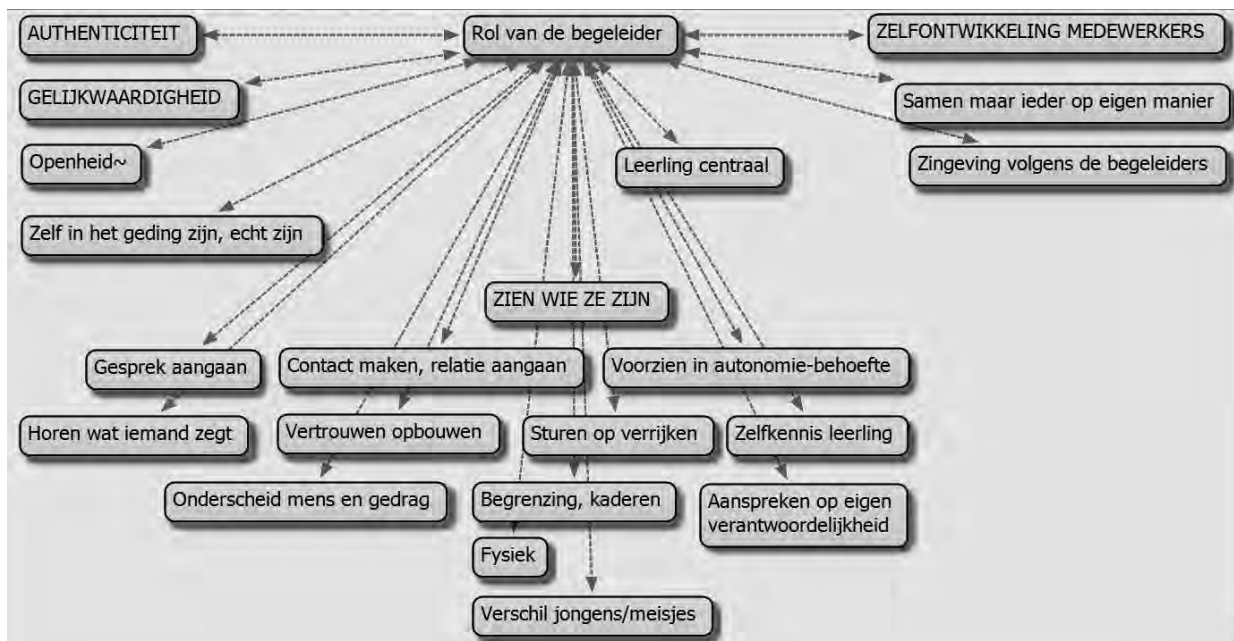 AUTHENTICITEIT
Rol van de begeleider
ZELFONTWIKKELING MEDEWERKERS
GELIJKWAARDIGHEID
Samen maar ieder op eigen manier
Openheid~
Leerling centraal
Zingeving volgens de begeleiders
Zelf in het geding zijn, echt zijn
ZIEN WIE ZE ZIJN
Gesprek aangaan
Contact maken, relatie aangaan
Voorzien in autonomie-behoefte
Horen wat iemand zegt
Vertrouwen opbouwen
Sturen op verrijken
Zelfkennis leerling
Onderscheid mens en gedrag
Begrenzing, kaderen
Aanspreken op eigen
verantwoordelijkheid
Fysiek
Verschil jongens/meisjes